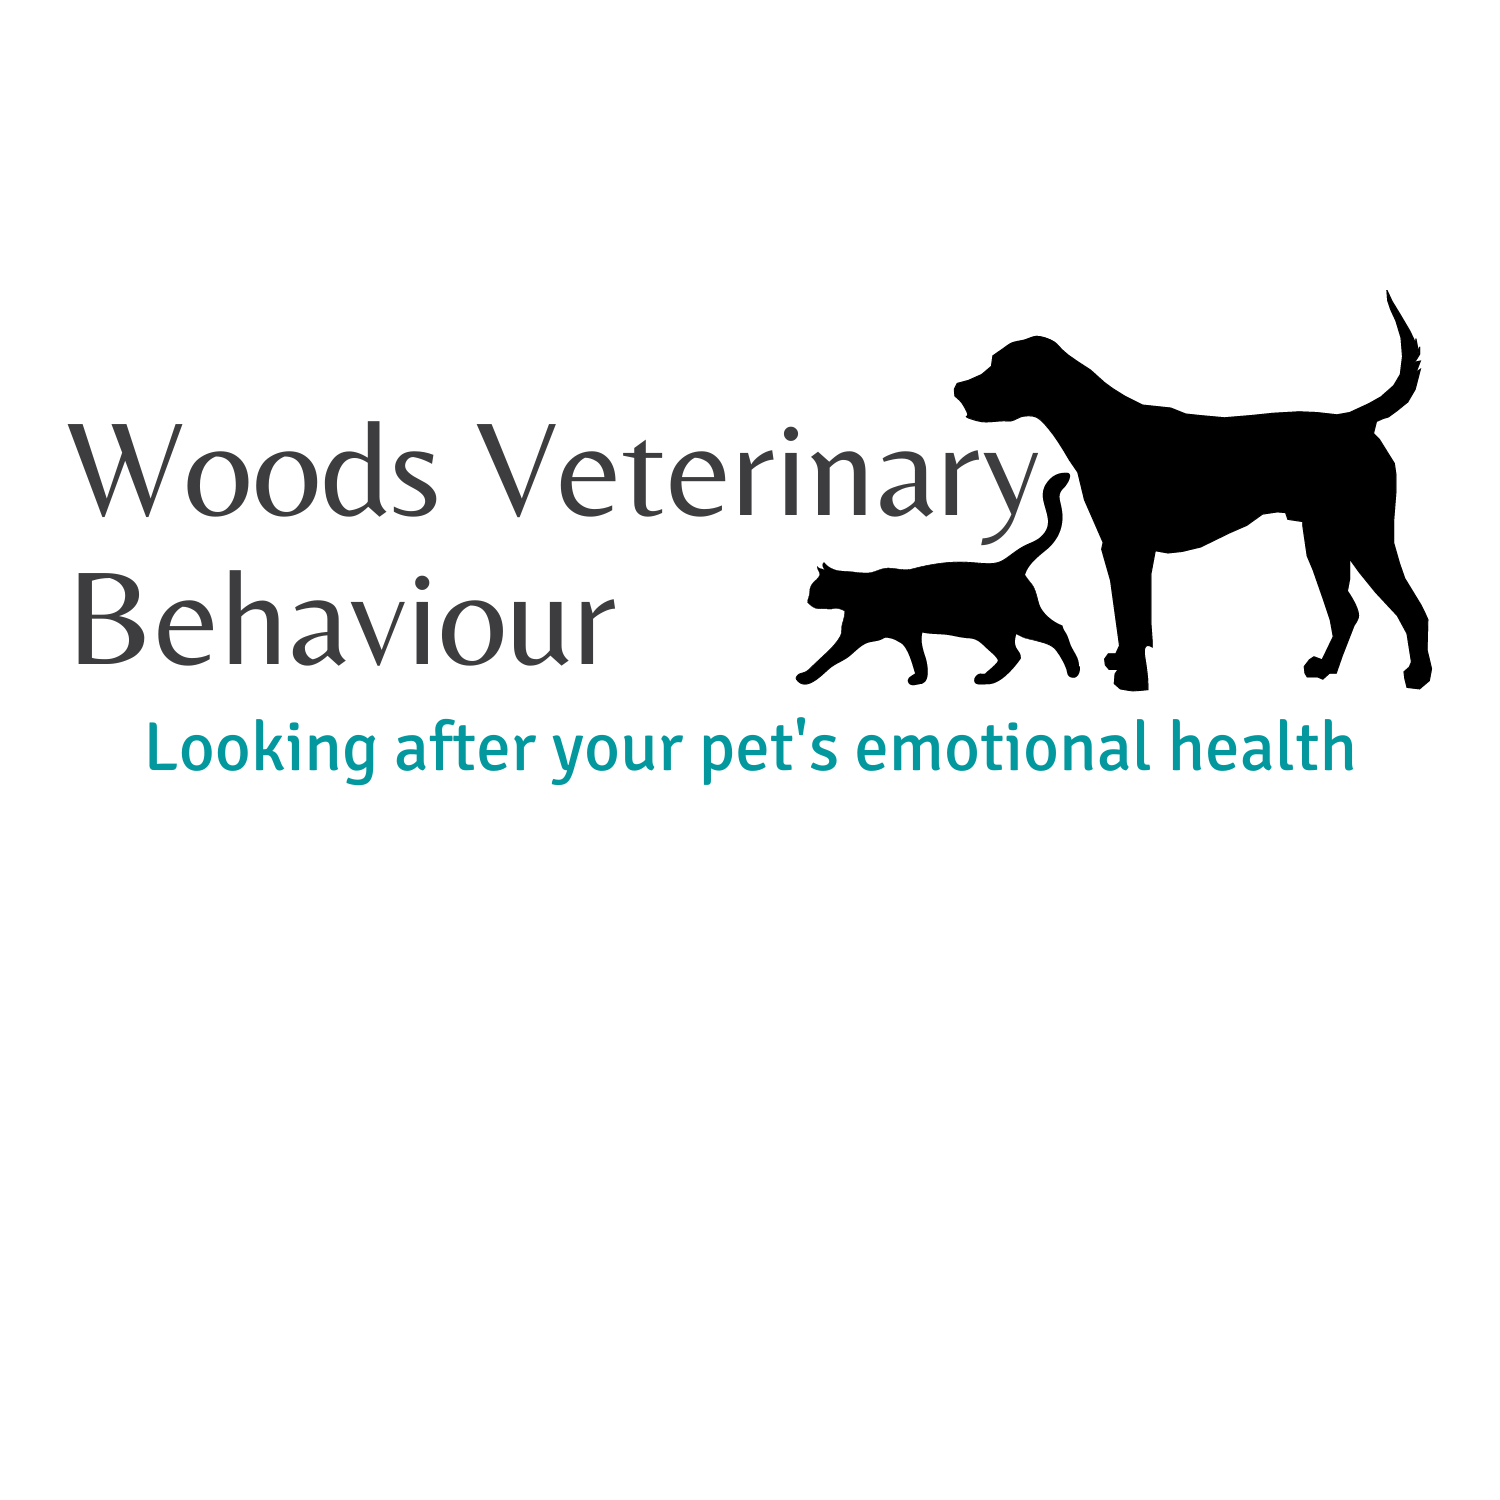 Woods Veterinary
Behaviour
Looking after your pet's emotional health